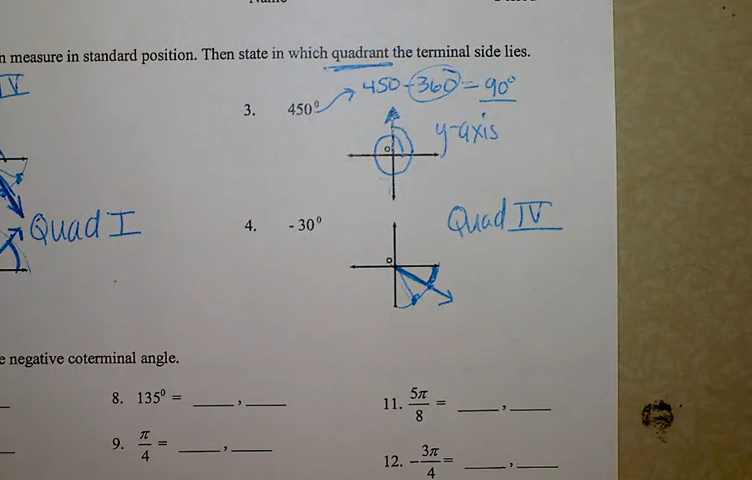 n measure in standard position. Then state in which quadrant the terminal side lies.
IV
3. 450° 450-360=90°
y-axis
Quad I
4. -30° Quad IV
e negative coterminal angle.
8. 135⁰ = ____, ____
11. 5π/8 = ____, ____
9. π/4 = ____, ____
12. -3π/4 = ____, ____